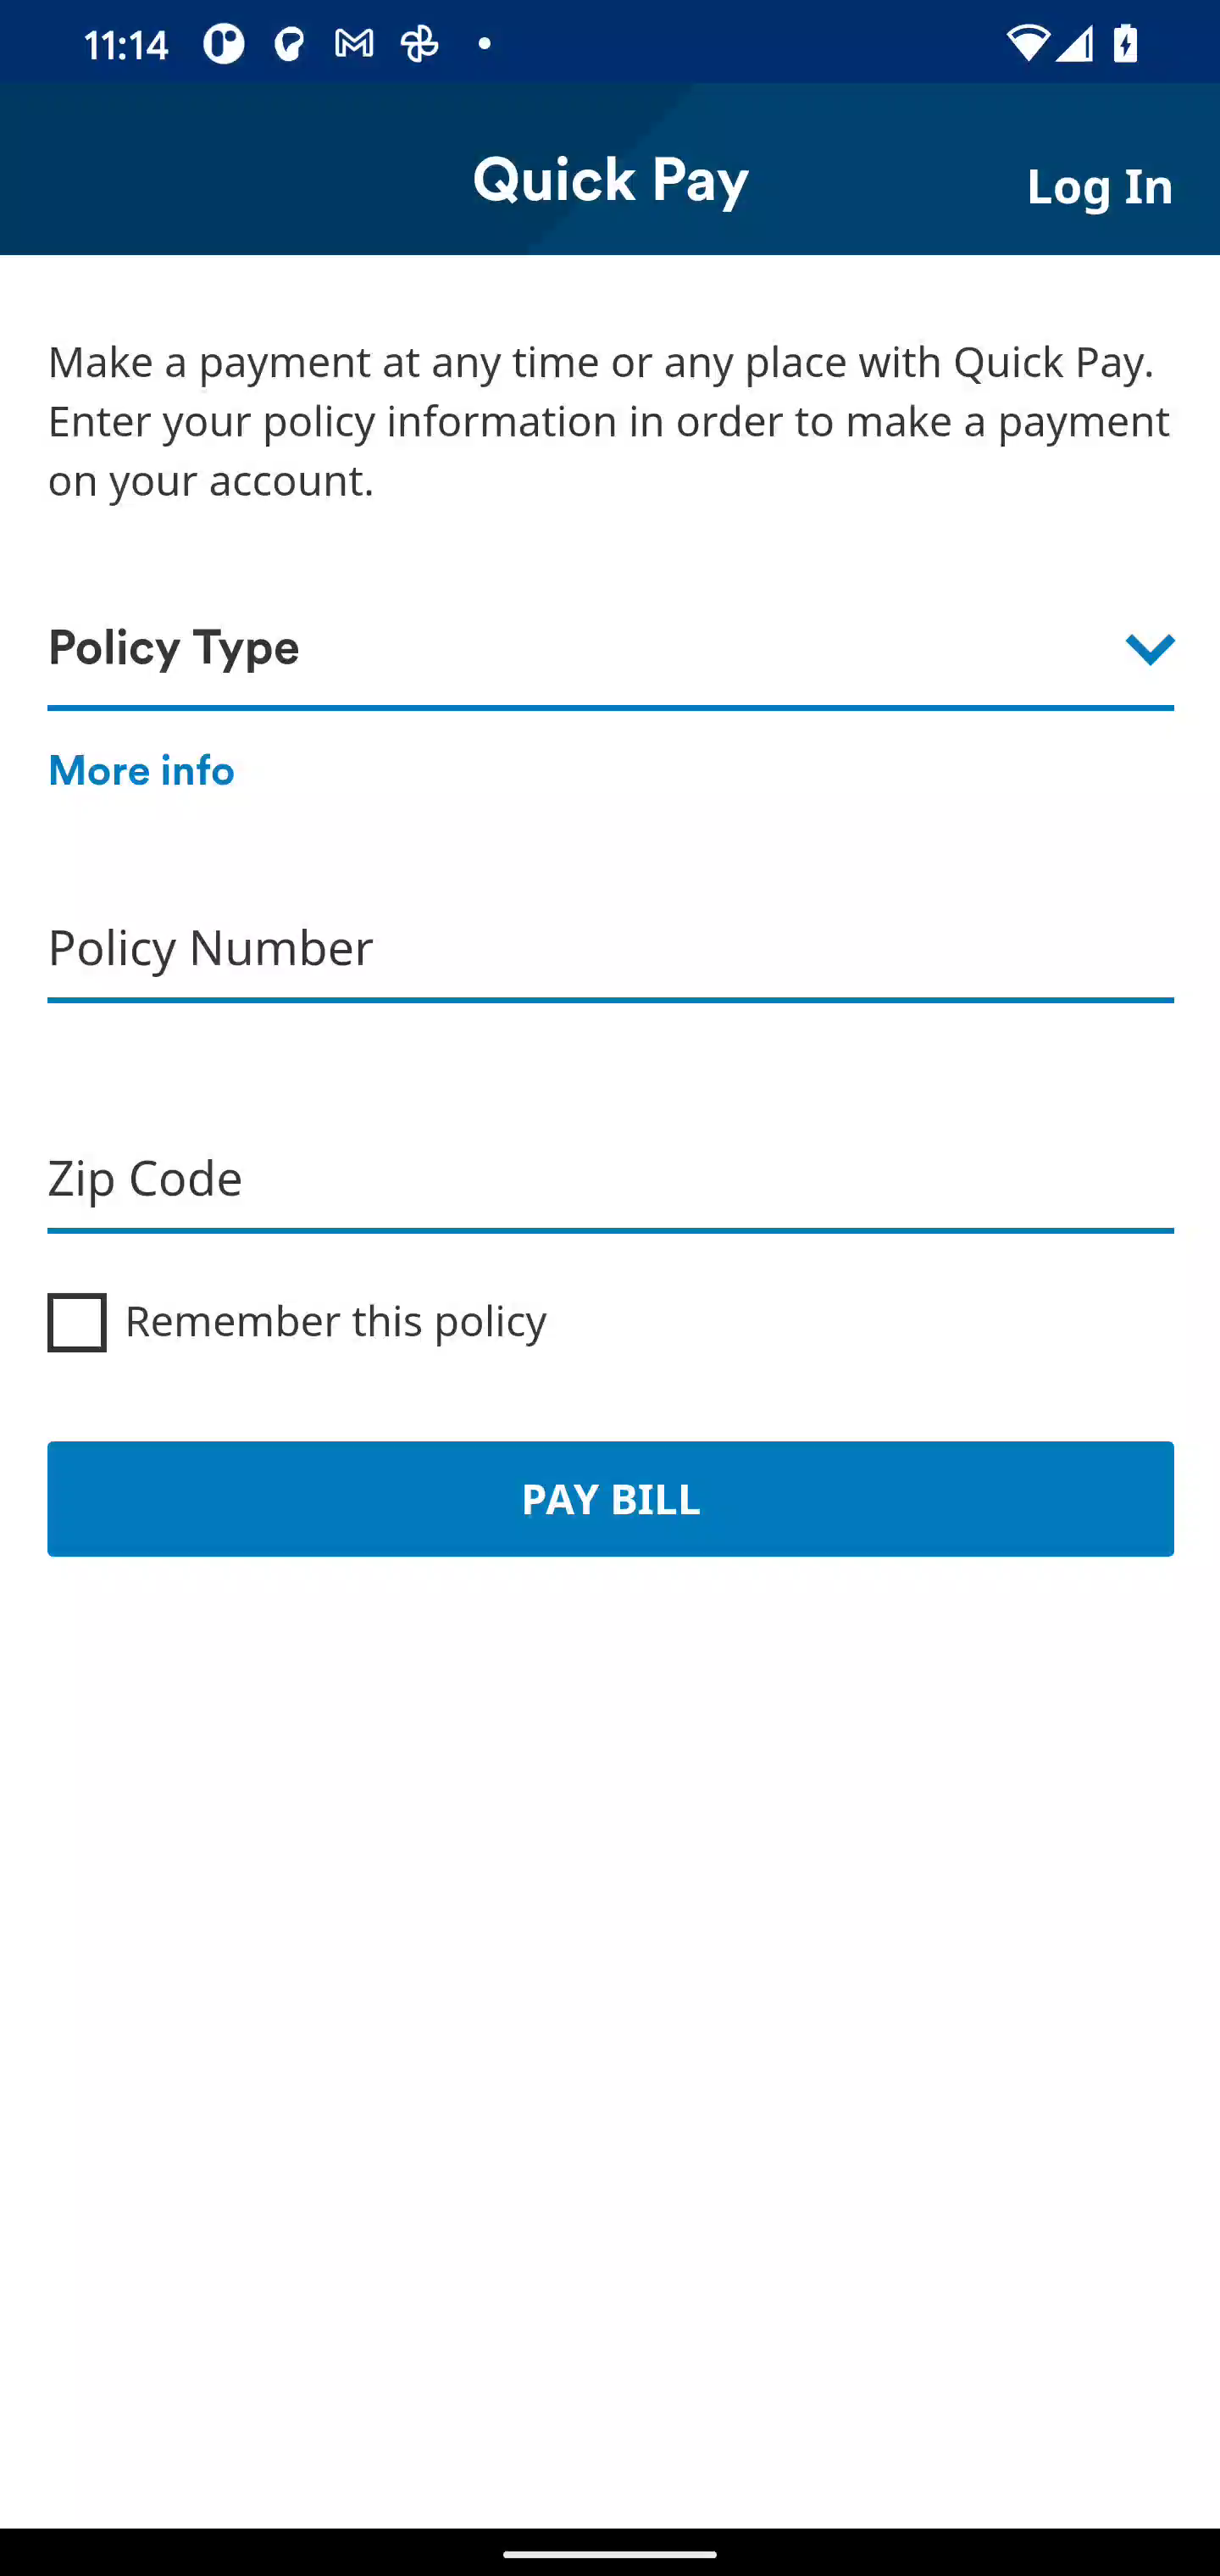 11:14
Quick Pay
Log In
Make a payment at any time or any place with Quick Pay.
Enter your policy information in order to make a payment
on your account.
Policy Type
More info
Policy Number
Zip Code
Remember this policy
PAY BILL